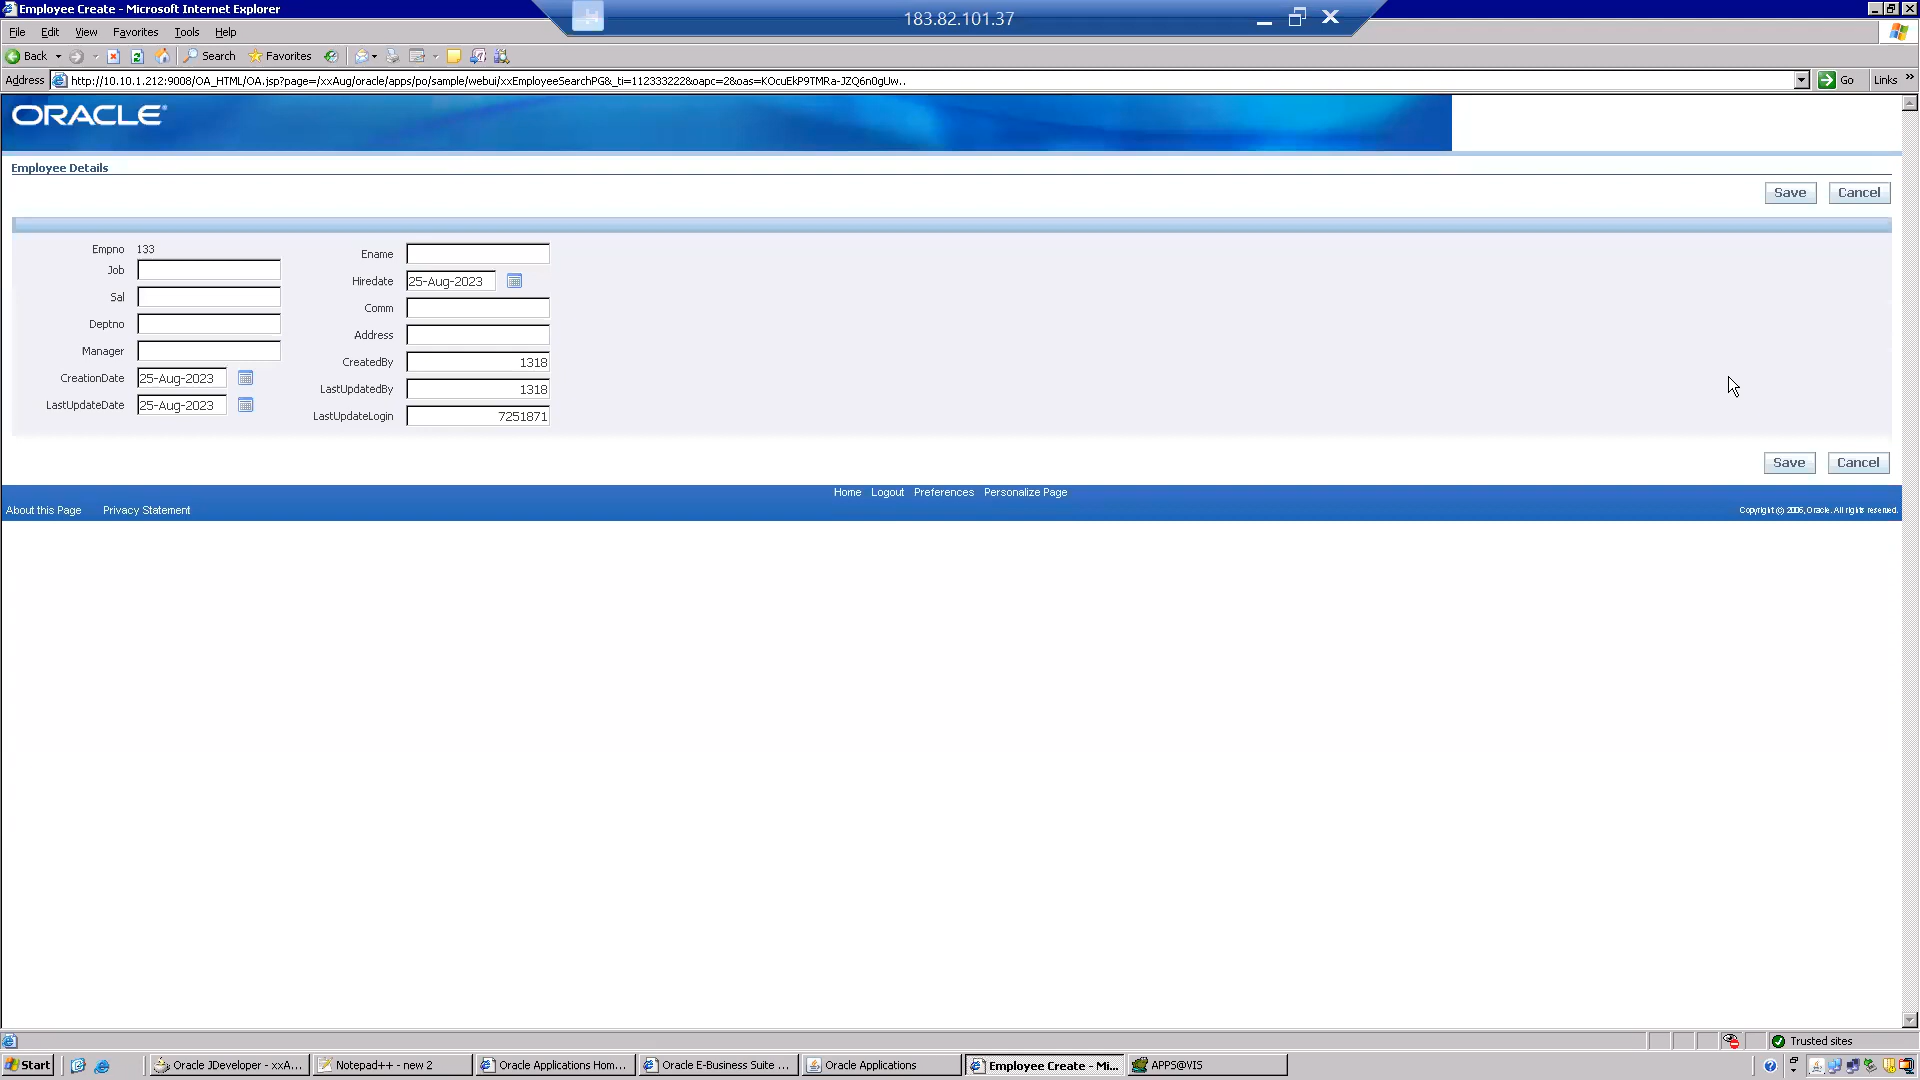 Employee Create - Microsoft Internet Explorer
183.82.101.37
File Edit View Favorites Tools Help
Back Search Favorites
Address http://10.10.1.212:9008/OA_HTML/OA.jsp?page=/xxAug/oracle/apps/po/sample/webui/xxEmployeeSearchPG&_ti=112333222&oapc=2&oas=KOcuEkP9TMRa-JZQ6n0gUw.. Go Links »
ORACLE®
Employee Details
Save Cancel
Empno 133
Job
Sal
Deptno
Manager
CreationDate 25-Aug-2023
LastUpdateDate 25-Aug-2023
Ename
Hiredate 25-Aug-2023
Comm
Address
CreatedBy 1318
LastUpdatedBy 1318
LastUpdateLogin 7251871
Save Cancel
Home Logout Preferences Personalize Page
About this Page Privacy Statement
Copyright (c) 2006, Oracle. All rights reserved.
Trusted sites
Start Oracle JDeveloper - xxA... Notepad++ - new 2 Oracle Applications Hom... Oracle E-Business Suite ... Oracle Applications Employee Create - Mi... APPS@VIS